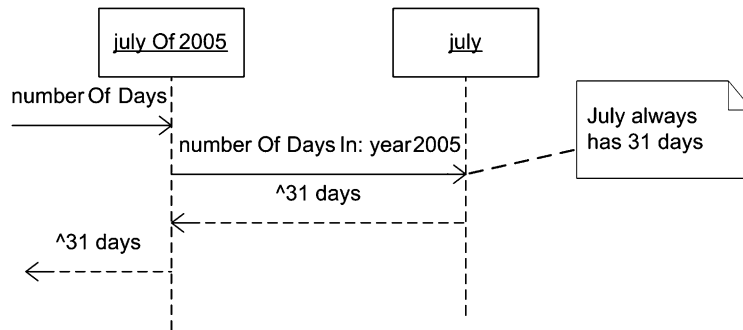 july Of 2005
july
number Of Days
July always
has 31 days
number Of Days In: year2005
^31 days
^31 days